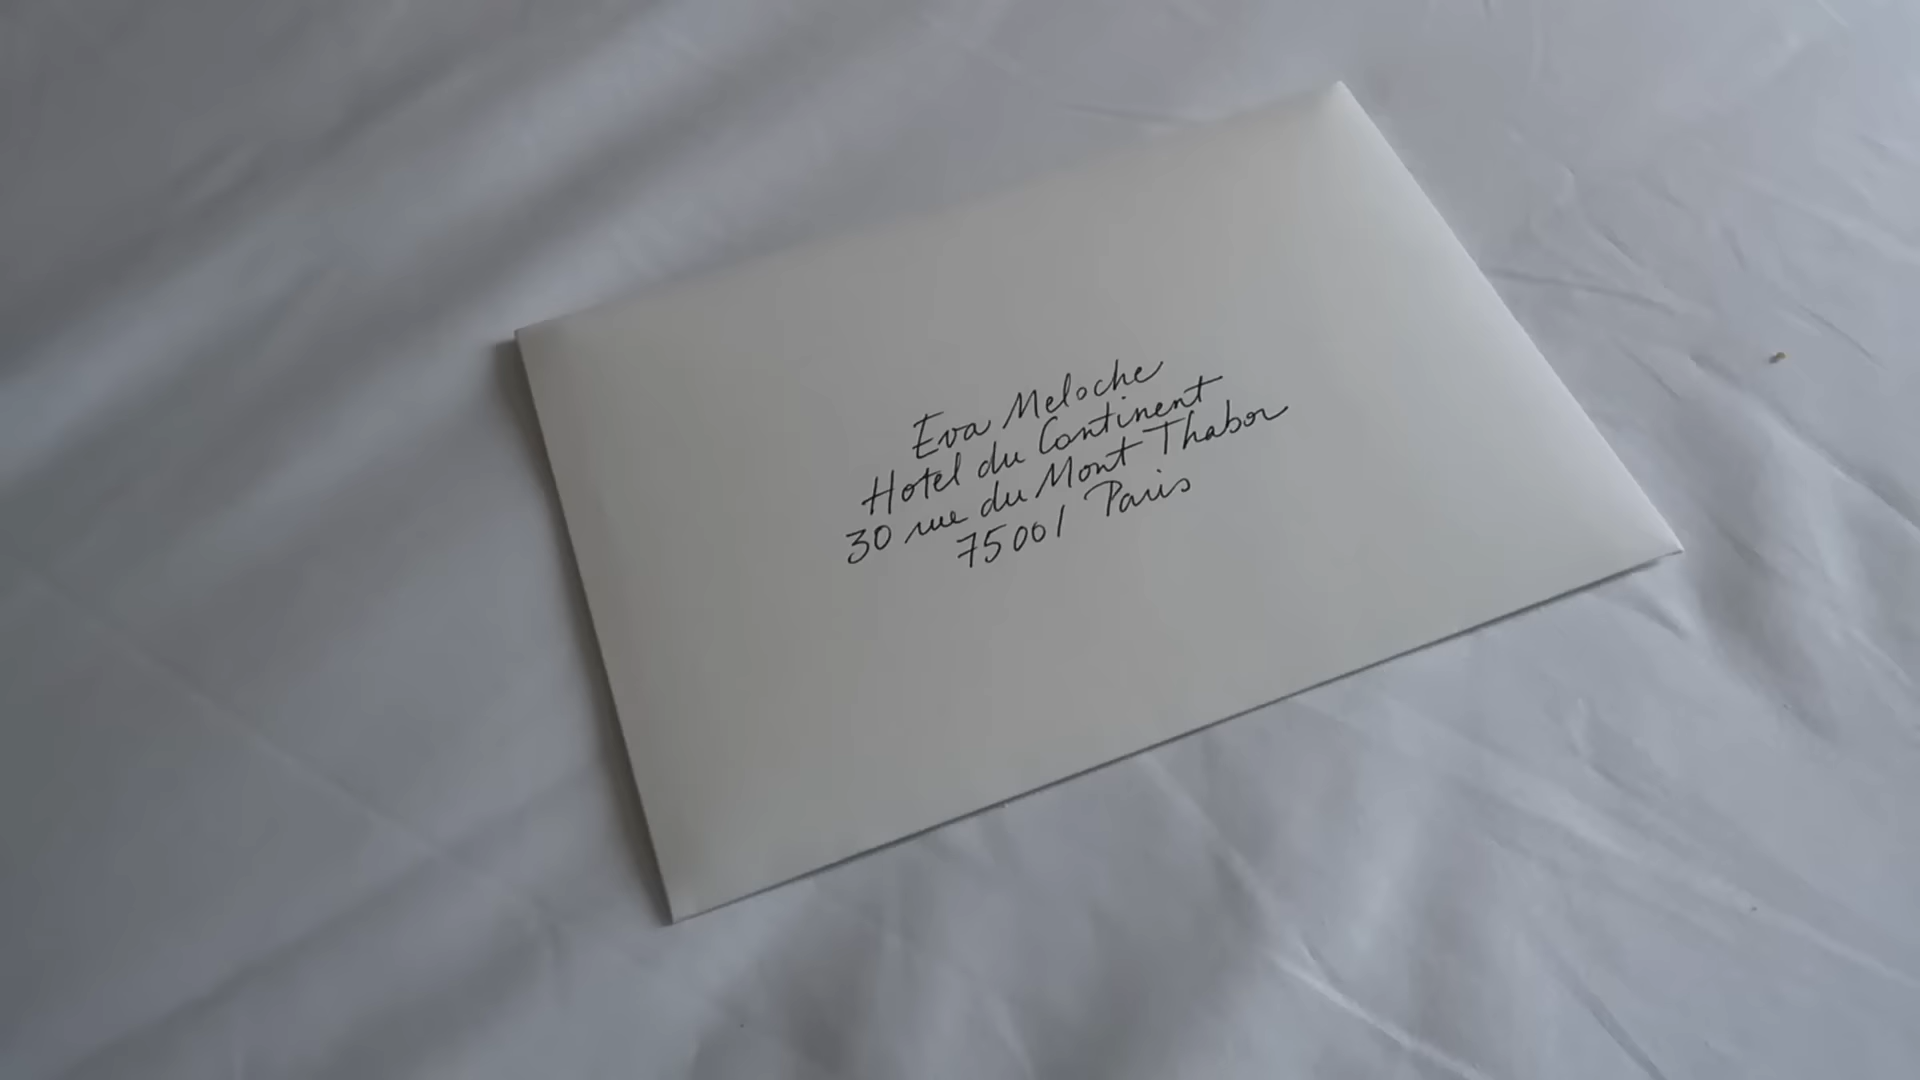 Eva Meloche
Hotel du Continent
30 rue du Mont Thabor
75001 Paris